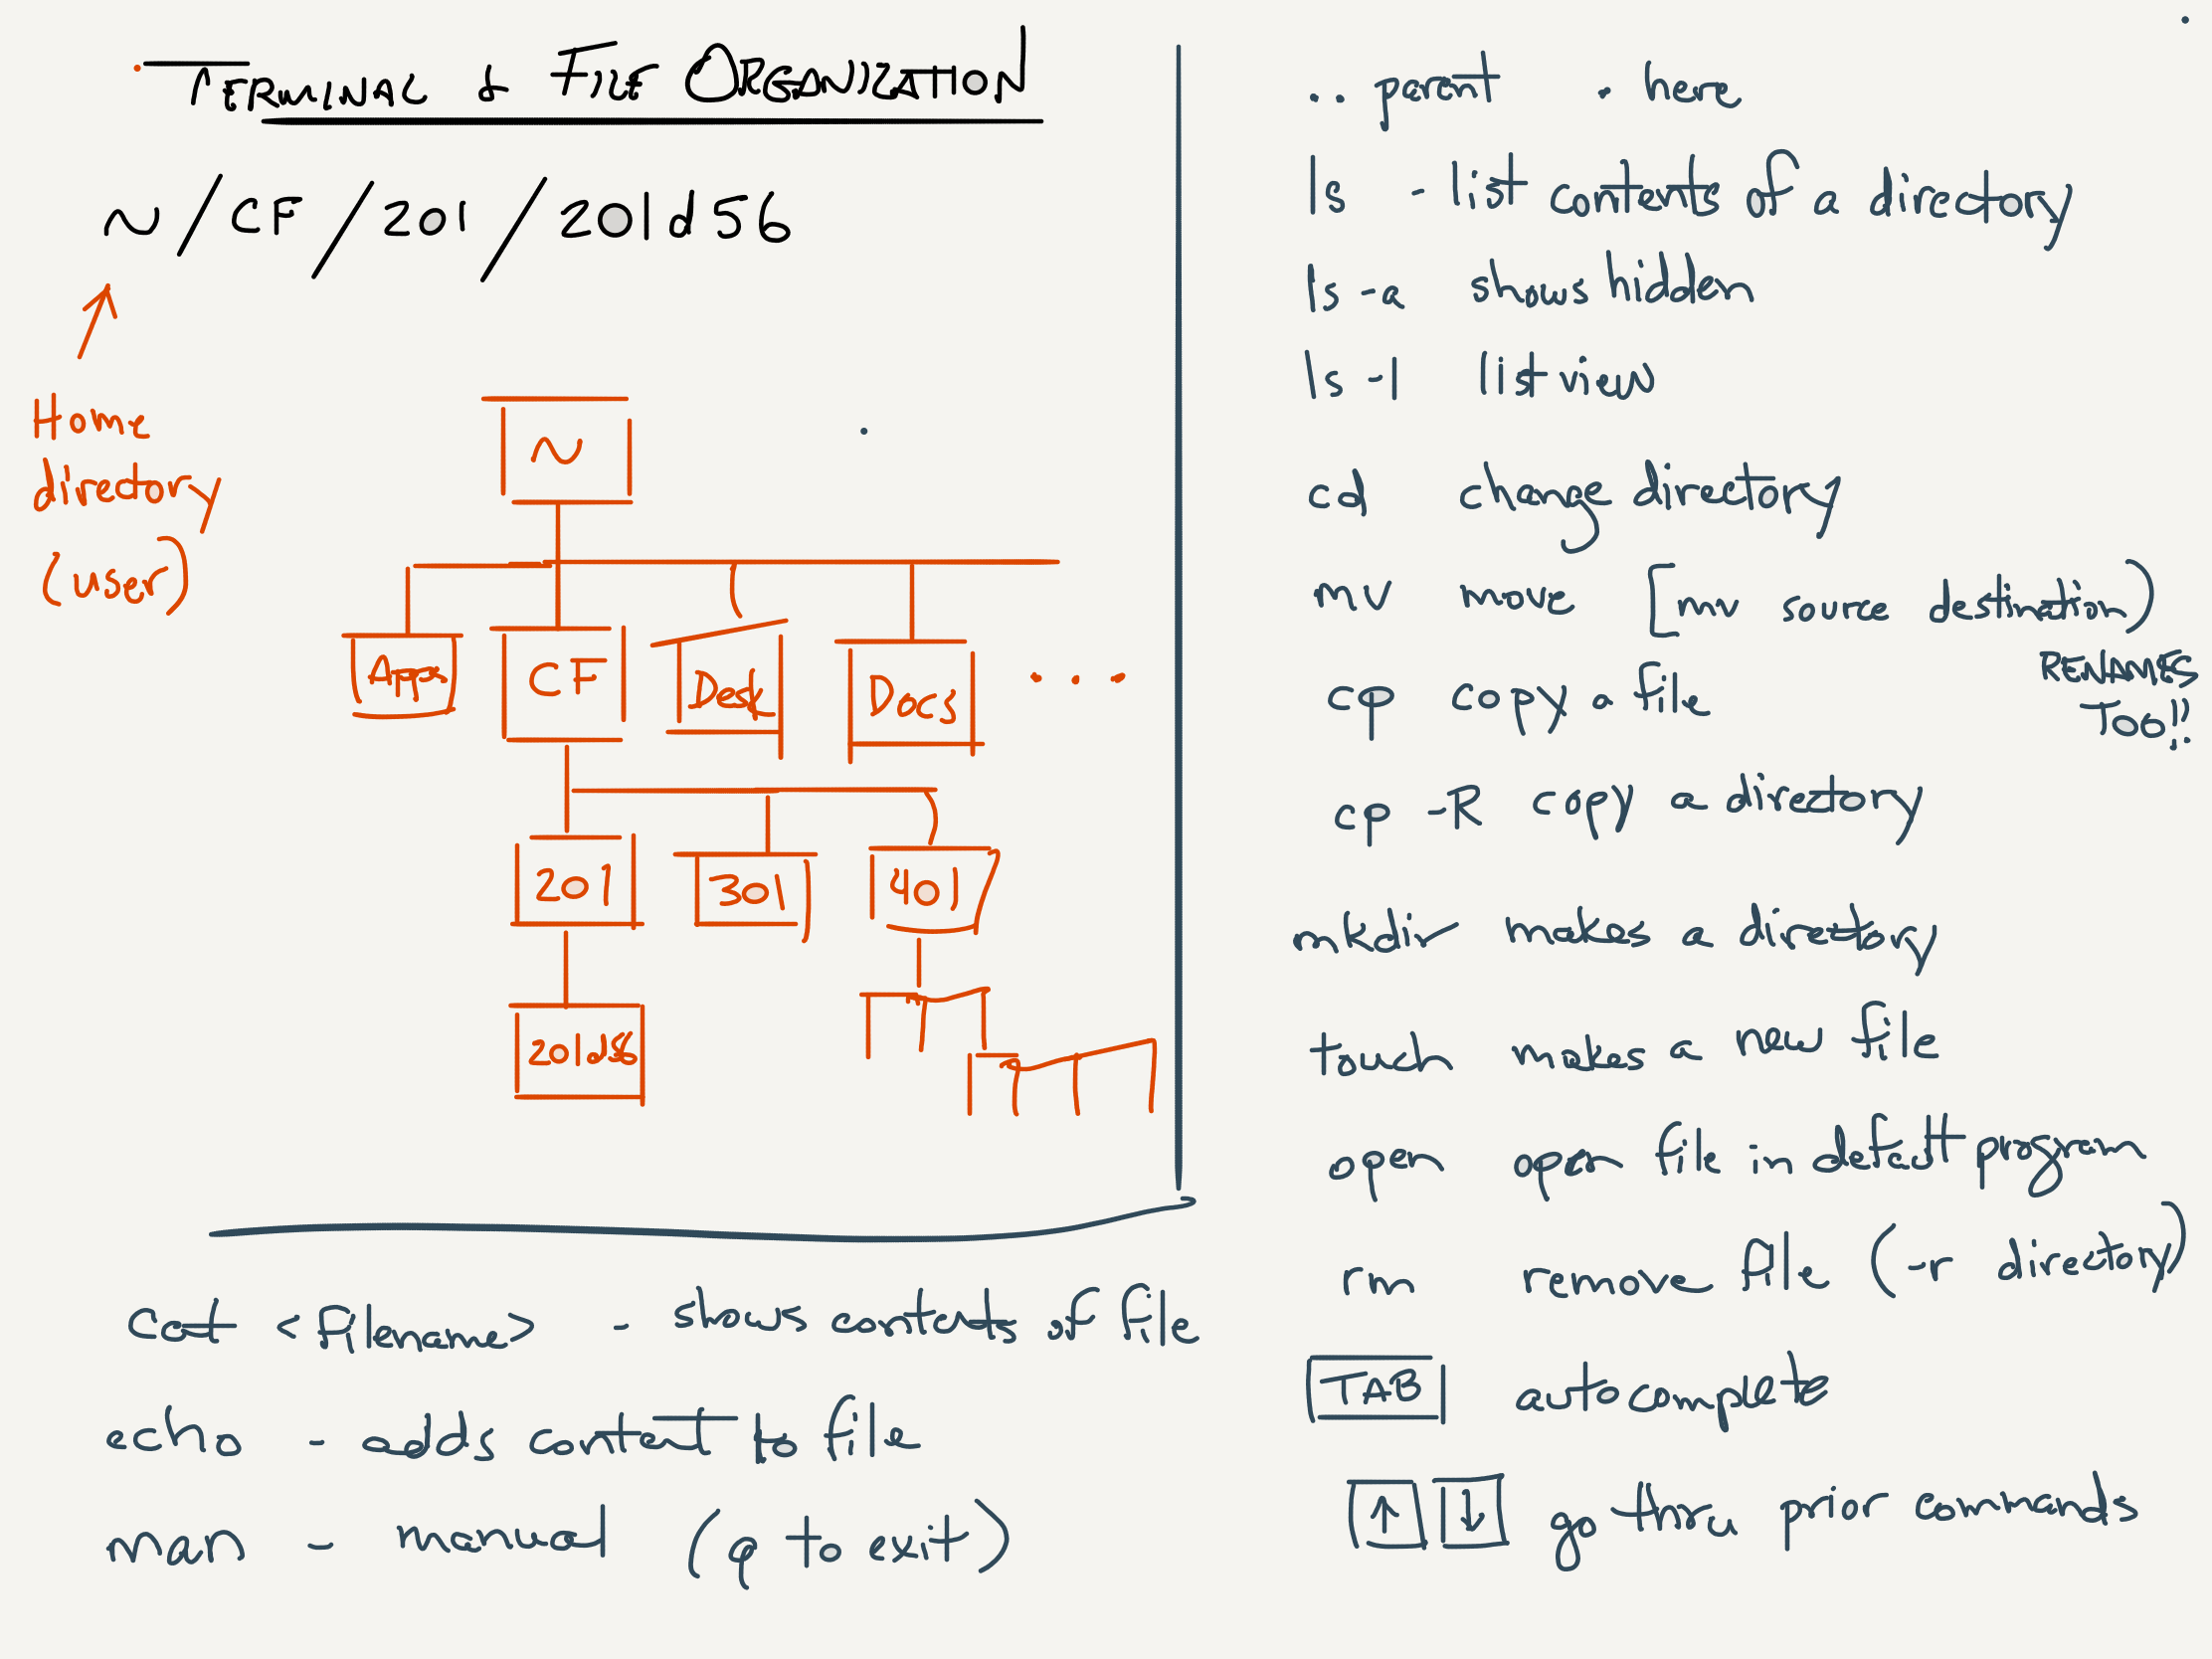 TERMINAL & FILE ORGANIZATION
~/CF/201/201d56
Home
directory
(user)
~
Apps CF Desk Docs ...
201 301 401
201d56
cat <filename> - shows contents of file
echo - adds content to file
man - manual (q to exit)
.. parent . here
ls - list contents of a directory
ls -a shows hidden
ls -l list view
cd change directory
mv move [mv source destination)
RENAMES
TOO!!
cp copy a file
cp -R copy a directory
mkdir makes a directory
touch makes a new file
open open file in default program
rm remove file (-r directory)
TAB autocomplete
↑ ↓ go thru prior commands